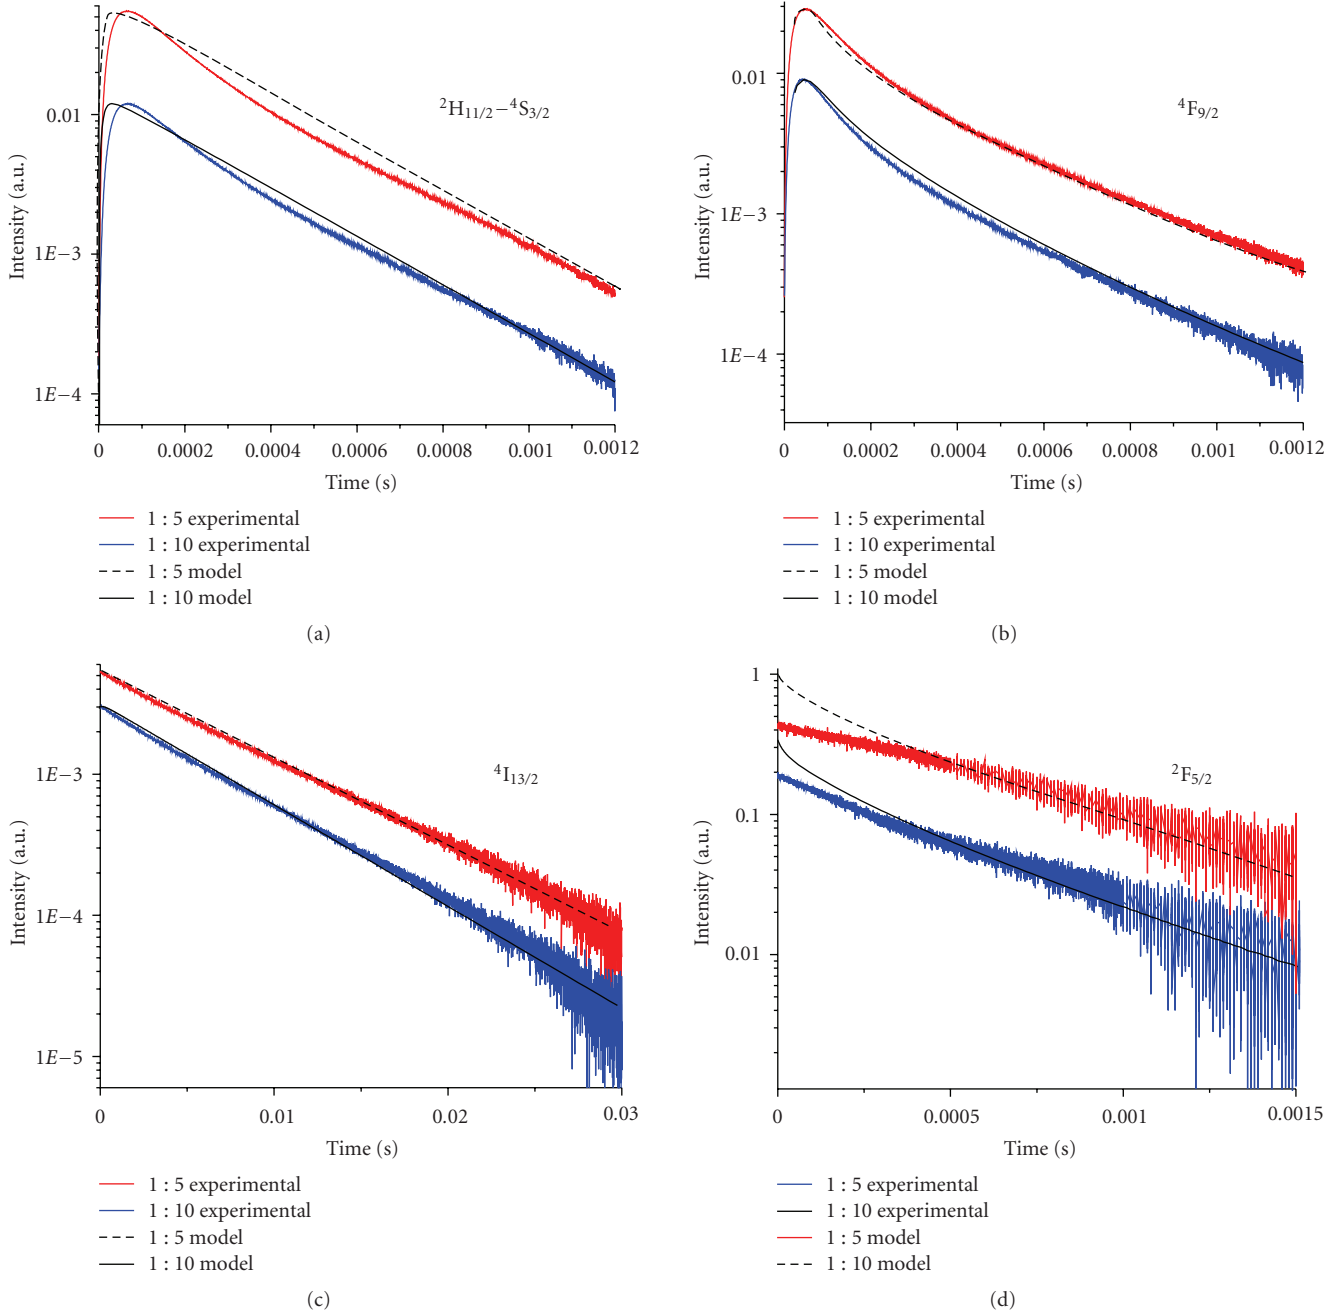 Intensity (a.u.)
0.01
1E−3
1E−4
²H₁₁/₂−⁴S₃/₂
0 0.0002 0.0004 0.0006 0.0008 0.001 0.0012
Time (s)
1 : 5 experimental
1 : 10 experimental
1 : 5 model
1 : 10 model
(a)
Intensity (a.u.)
0.01
1E−3
1E−4
⁴F₉/₂
0 0.0002 0.0004 0.0006 0.0008 0.001 0.0012
Time (s)
1 : 5 experimental
1 : 10 experimental
1 : 5 model
1 : 10 model
(b)
Intensity (a.u.)
1E−3
1E−4
1E−5
⁴I₁₃/₂
0 0.01 0.02 0.03
Time (s)
1 : 5 experimental
1 : 10 experimental
1 : 5 model
1 : 10 model
(c)
Intensity (a.u.)
1
0.1
0.01
²F₅/₂
0 0.0005 0.001 0.0015
Time (s)
1 : 5 experimental
1 : 10 experimental
1 : 5 model
1 : 10 model
(d)